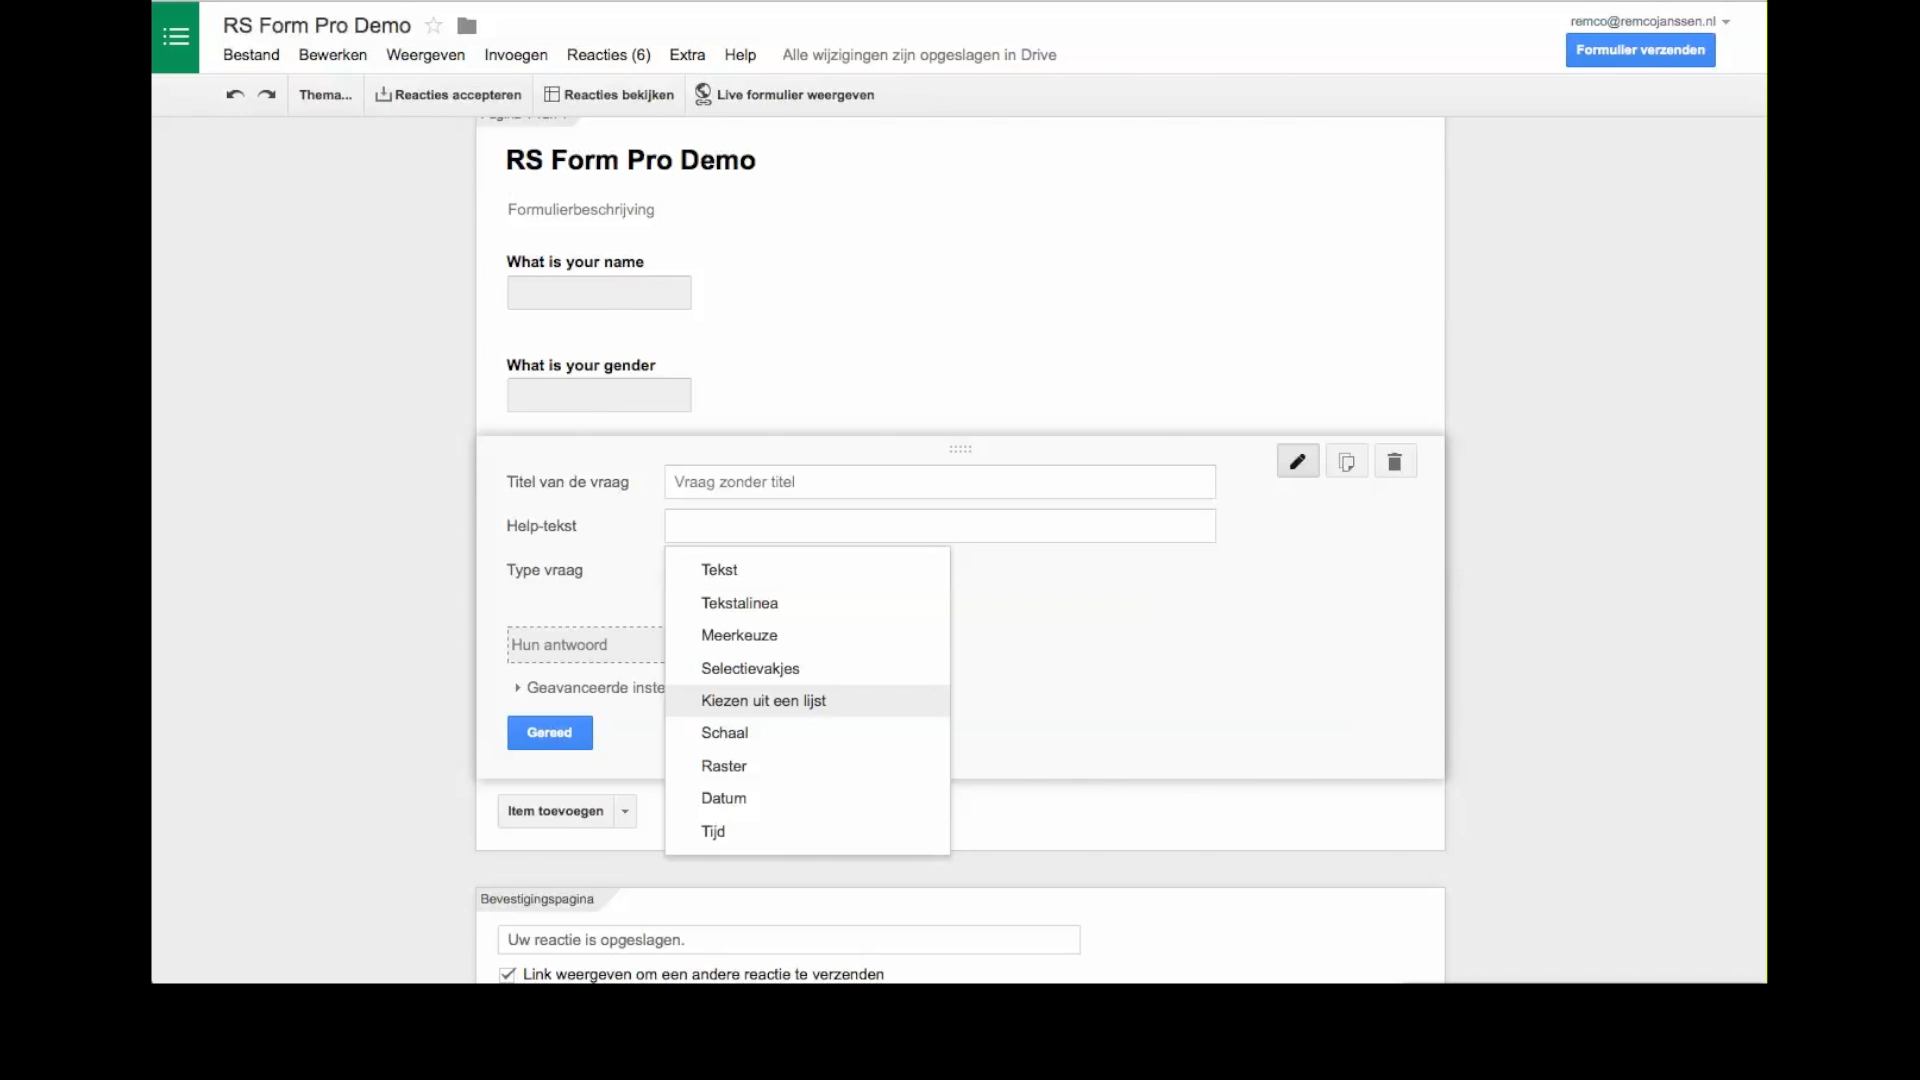 RS Form Pro Demo
remco@remcojanssen.nl
Bestand Bewerken Weergeven Invoegen Reacties (6) Extra Help Alle wijzigingen zijn opgeslagen in Drive
Formulier verzenden
Thema... Reacties accepteren Reacties bekijken Live formulier weergeven
RS Form Pro Demo
Formulierbeschrijving
What is your name
What is your gender
Titel van de vraag Vraag zonder titel
Help-tekst
Type vraag
Tekst
Tekstalinea
Meerkeuze
Hun antwoord
Selectievakjes
Geavanceerde inste
Kiezen uit een lijst
Gereed
Schaal
Raster
Datum
Item toevoegen
Tijd
Bevestigingspagina
Uw reactie is opgeslagen.
Link weergeven om een andere reactie te verzenden